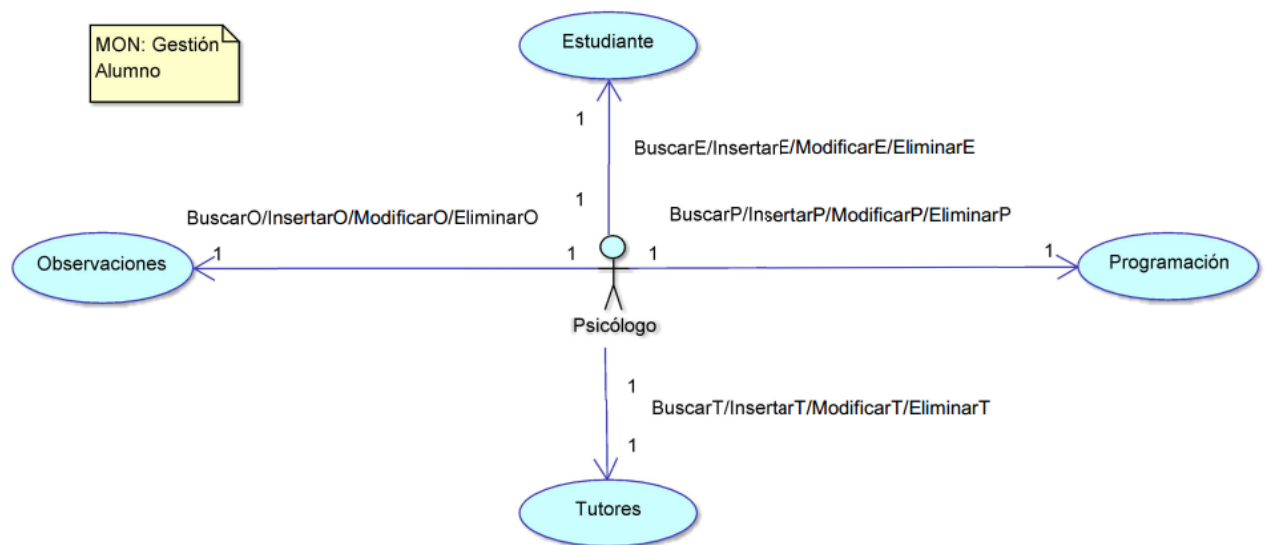 MON: Gestión
Alumno
Estudiante
1
BuscarE/InsertarE/ModificarE/EliminarE
1
BuscarO/InsertarO/ModificarO/EliminarO
BuscarP/InsertarP/ModificarP/EliminarP
Observaciones
1
1
1
1
Programación
Psicólogo
1
BuscarT/InsertarT/ModificarT/EliminarT
1
Tutores